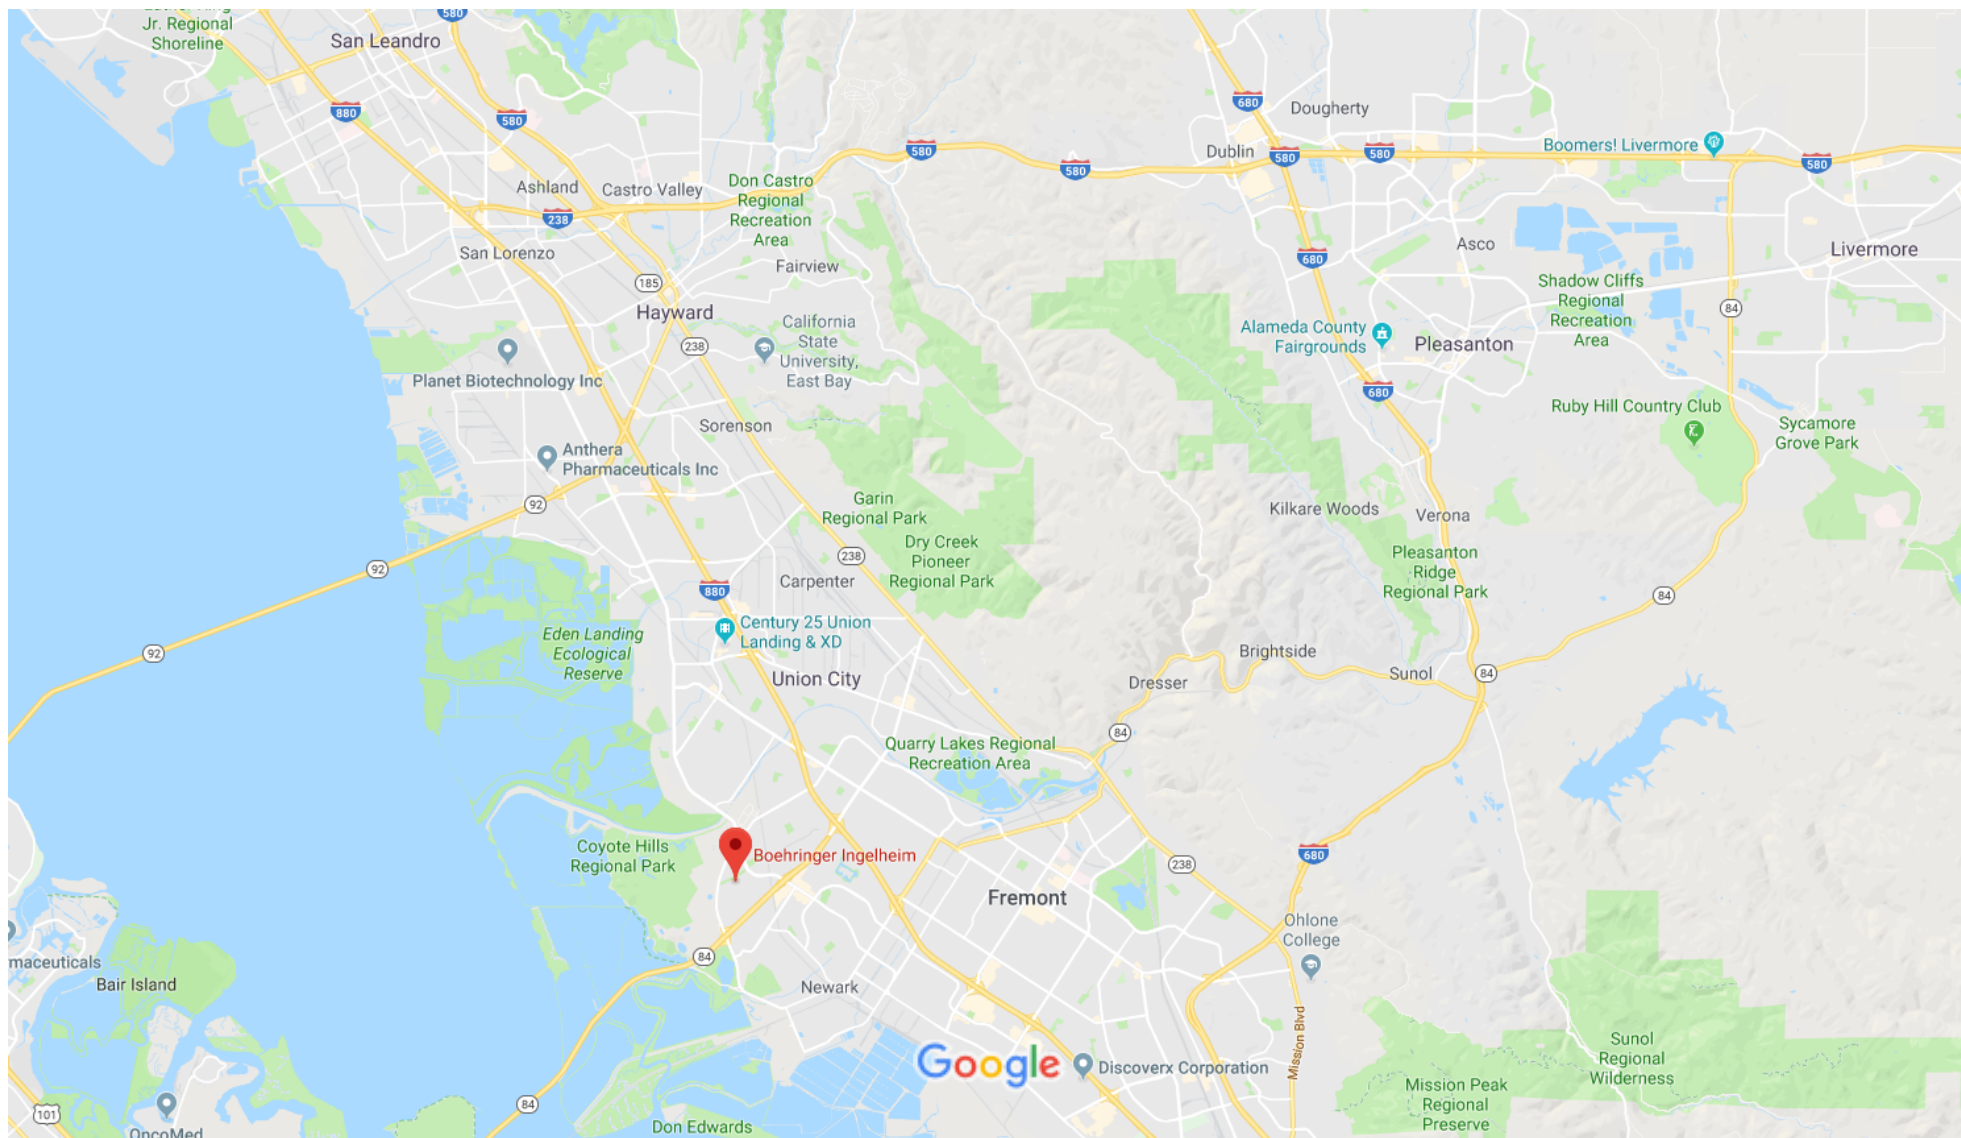 Jr. Regional
Shoreline
San Leandro
580
880
580
580
680
Dougherty
Dublin
580
580
580
Boomers! Livermore
580
Ashland
Castro Valley
Don Castro
Regional
Recreation
Area
238
San Lorenzo
Fairview
680
Asco
Livermore
185
Hayward
Shadow Cliffs
Regional
Recreation
Area
84
California
State
University,
East Bay
238
Alameda County
Fairgrounds
Pleasanton
Planet Biotechnology Inc
680
Ruby Hill Country Club
Sycamore
Grove Park
Sorenson
Anthera
Pharmaceuticals Inc
92
Garin
Regional Park
Kilkare Woods
Verona
Dry Creek
Pioneer
Regional Park
238
92
Carpenter
880
Pleasanton
Ridge
Regional Park
84
Century 25 Union
Landing & XD
Eden Landing
Ecological
Reserve
92
Union City
Brightside
Dresser
Sunol
84
84
Quarry Lakes Regional
Recreation Area
Coyote Hills
Regional Park
Boehringer Ingelheim
238
680
Fremont
Ohlone
College
84
maceuticals
Bair Island
Newark
Mission Blvd
Google
Discoverx Corporation
Sunol
Regional
Wilderness
Mission Peak
Regional
Preserve
101
84
OncoMed
Don Edwards